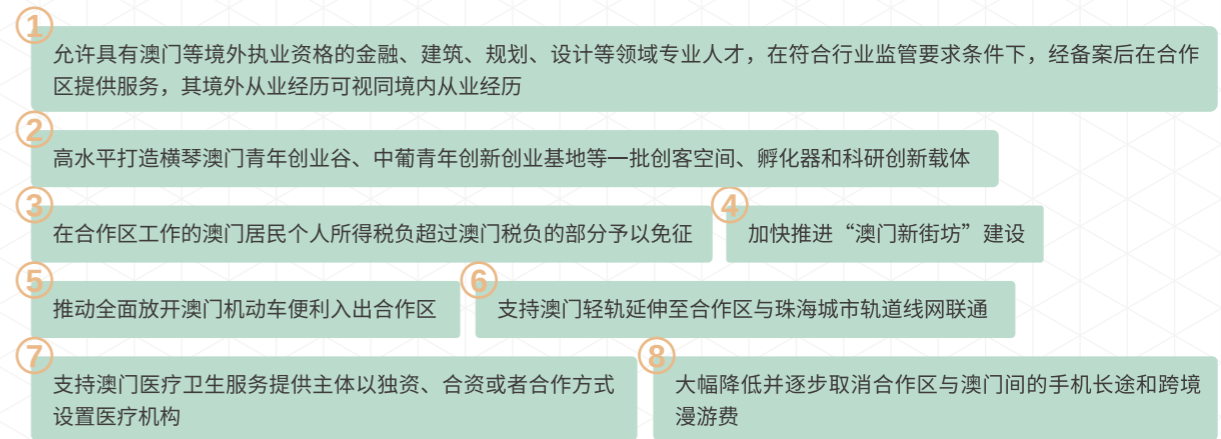 1
允许具有澳门等境外执业资格的金融、建筑、规划、设计等领域专业人才，在符合行业监管要求条件下，经备案后在合作
区提供服务，其境外从业经历可视同境内从业经历
2
高水平打造横琴澳门青年创业谷、中葡青年创新创业基地等一批创客空间、孵化器和科研创新载体
3
在合作区工作的澳门居民个人所得税负超过澳门税负的部分予以免征
4
加快推进“澳门新街坊”建设
5
推动全面放开澳门机动车便利入出合作区
6
支持澳门轻轨延伸至合作区与珠海城市轨道线网联通
7
支持澳门医疗卫生服务提供主体以独资、合资或者合作方式
设置医疗机构
8
大幅降低并逐步取消合作区与澳门间的手机长途和跨境
漫游费